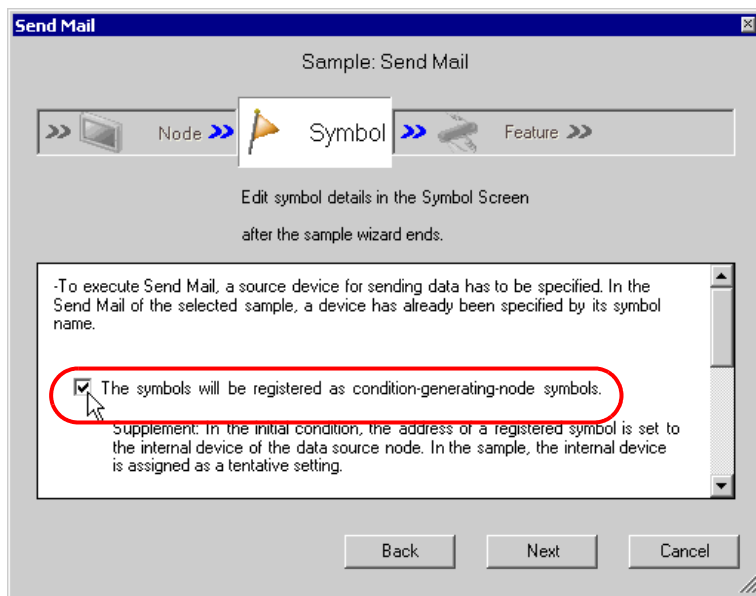 Send Mail
Sample: Send Mail
Node
Symbol
Feature
Edit symbol details in the Symbol Screen
after the sample wizard ends.
-To execute Send Mail, a source device for sending data has to be specified. In the
Send Mail of the selected sample, a device has already been specified by its symbol
name.
The symbols will be registered as condition-generating-node symbols.
Supplement: In the initial condition, the address of a registered symbol is set to
the internal device of the data source node. In the sample, the internal device
is assigned as a tentative setting.
Back
Next
Cancel